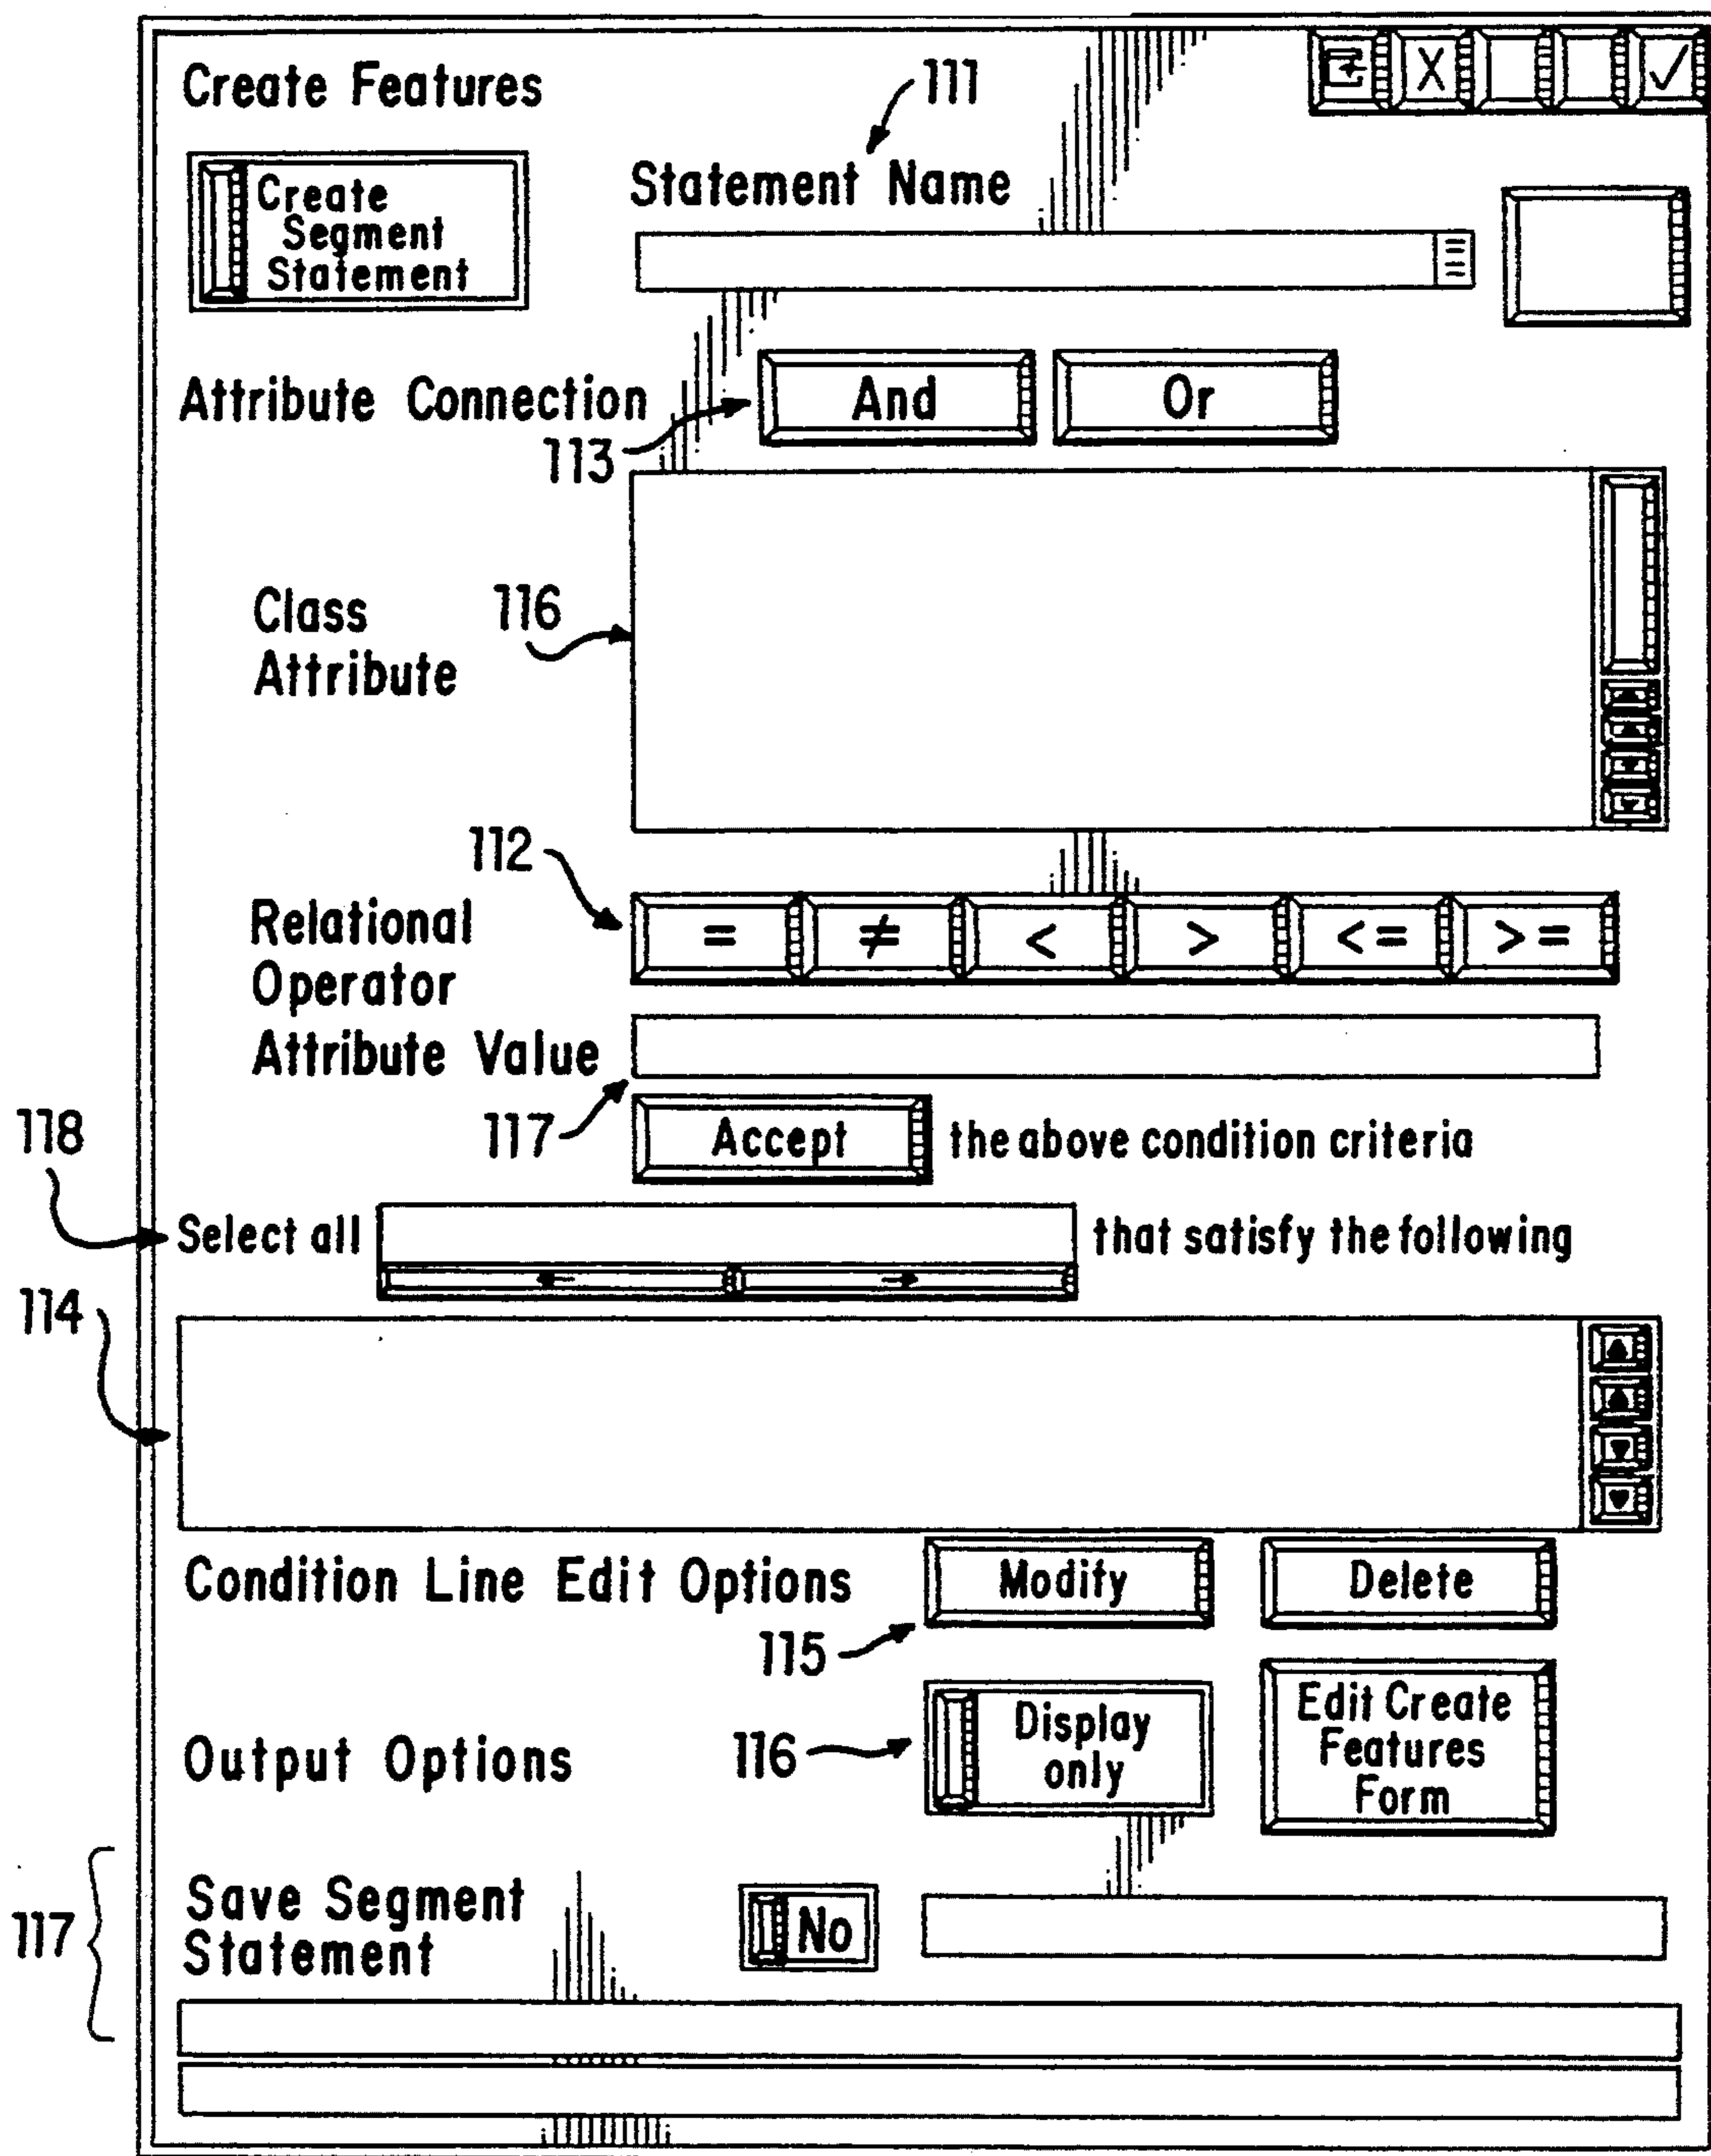 Create Features
X
✓
111
Create
Segment
Statement
Statement Name
Attribute Connection
And
Or
113
Class
Attribute
116
112
Relational
Operator
=
≠
<
>
<=
>=
Attribute Value
117
118
Accept
the above condition criteria
Select all
←
→
that satisfy the following
114
Condition Line Edit Options
Modify
Delete
115
Output Options
116
Display
only
Edit Create
Features
Form
117
Save Segment
Statement
No